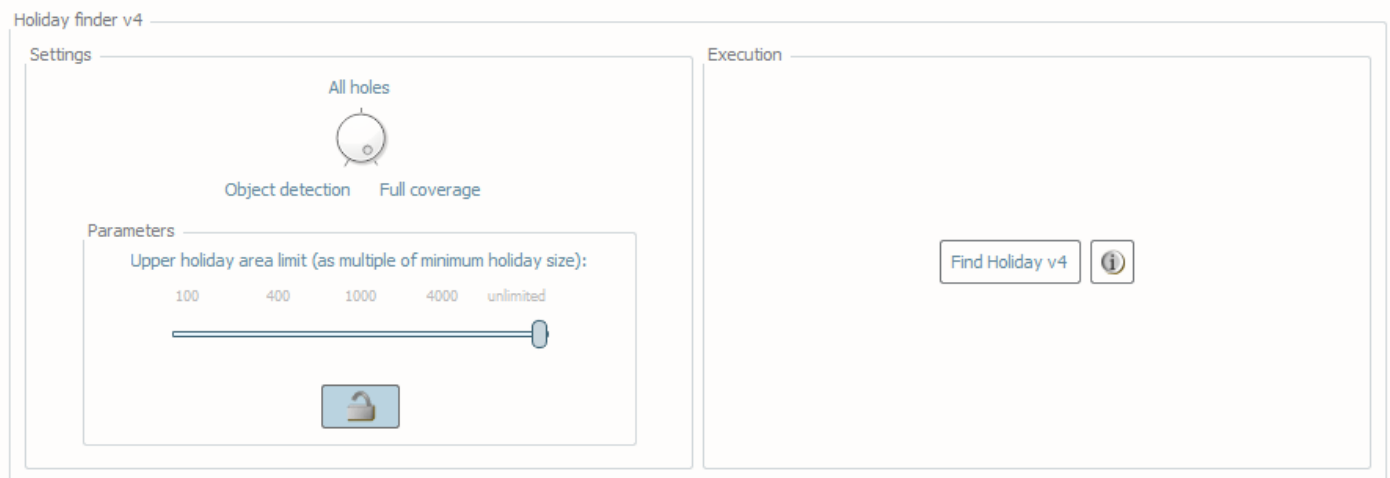 Holiday finder v4
Settings
All holes
Object detection
Full coverage
Parameters
Upper holiday area limit (as multiple of minimum holiday size):
100 400 1000 4000 unlimited
Execution
Find Holiday v4
i